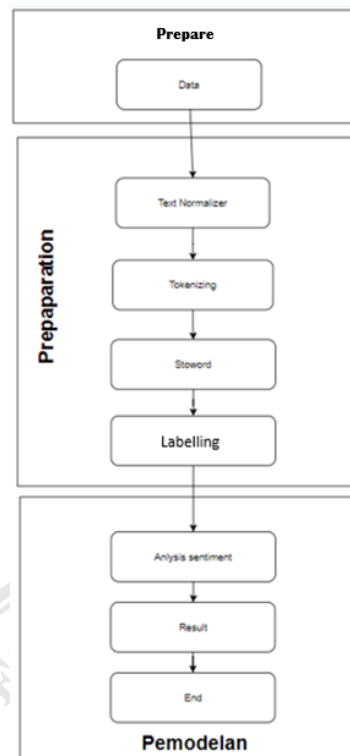 Prepare
Data
Prepaparation
Text Normalizer
Tokenizing
Stoword
Labelling
Anlysis sentiment
Result
End
Pemodelan